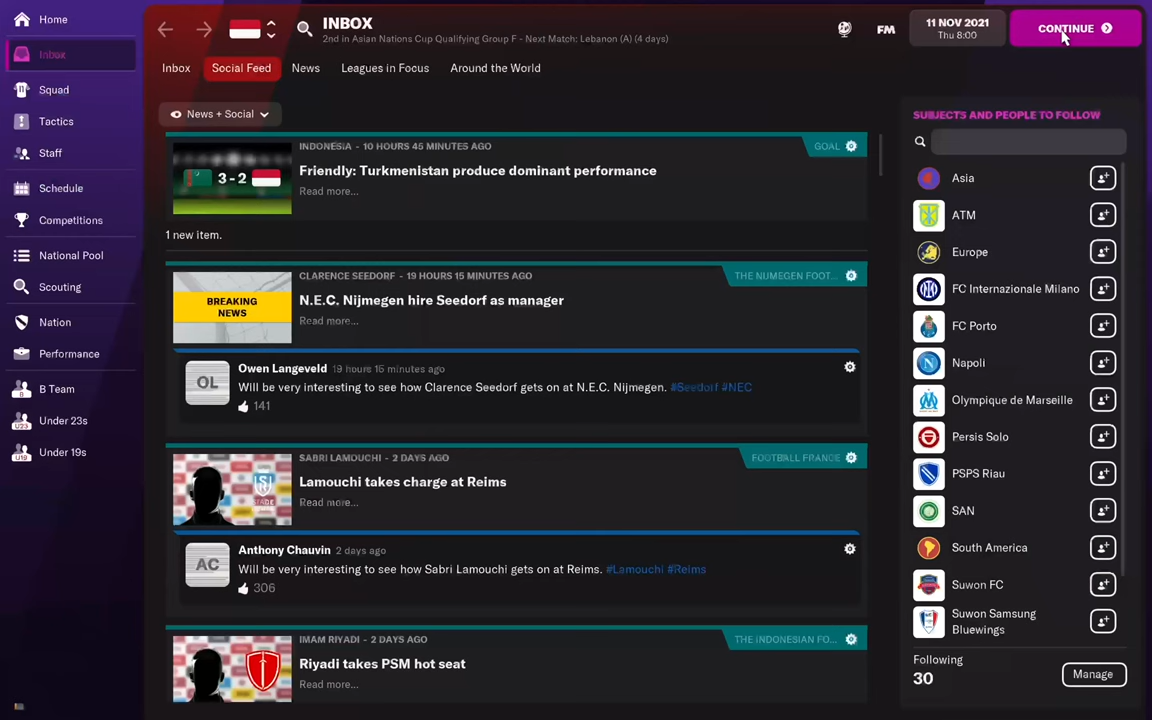 Home
Inbox
Squad
Tactics
Staff
Schedule
Competitions
National Pool
Scouting
Nation
Performance
B Team
Under 23s
Under 19s
INBOX
2nd in Asian Nations Cup Qualifying Group F - Next Match: Lebanon (A) (4 days)
FM
11 NOV 2021
Thu 8:00
CONTINUE
Inbox
Social Feed
News
Leagues in Focus
Around the World
News + Social
3 - 2
INDONESIA - 10 HOURS 45 MINUTES AGO
GOAL
Friendly: Turkmenistan produce dominant performance
Read more...
1 new item.
BREAKING
NEWS
CLARENCE SEEDORF - 19 HOURS 15 MINUTES AGO
THE NIJMEGEN FOOT...
N.E.C. Nijmegen hire Seedorf as manager
Read more...
OL
Owen Langeveld 19 hours 15 minutes ago
Will be very interesting to see how Clarence Seedorf gets on at N.E.C. Nijmegen. #Seedorf #NEC
141
SABRI LAMOUCHI - 2 DAYS AGO
FOOTBALL FRANCE
Lamouchi takes charge at Reims
Read more...
AC
Anthony Chauvin 2 days ago
Will be very interesting to see how Sabri Lamouchi gets on at Reims. #Lamouchi #Reims
306
IMAM RIYADI - 2 DAYS AGO
THE INDONESIAN FO...
Riyadi takes PSM hot seat
Read more...
SUBJECTS AND PEOPLE TO FOLLOW
Asia
ATM
Europe
FC Internazionale Milano
FC Porto
Napoli
Olympique de Marseille
Persis Solo
PSPS Riau
SAN
South America
Suwon FC
Suwon Samsung
Bluewings
Following
30
Manage